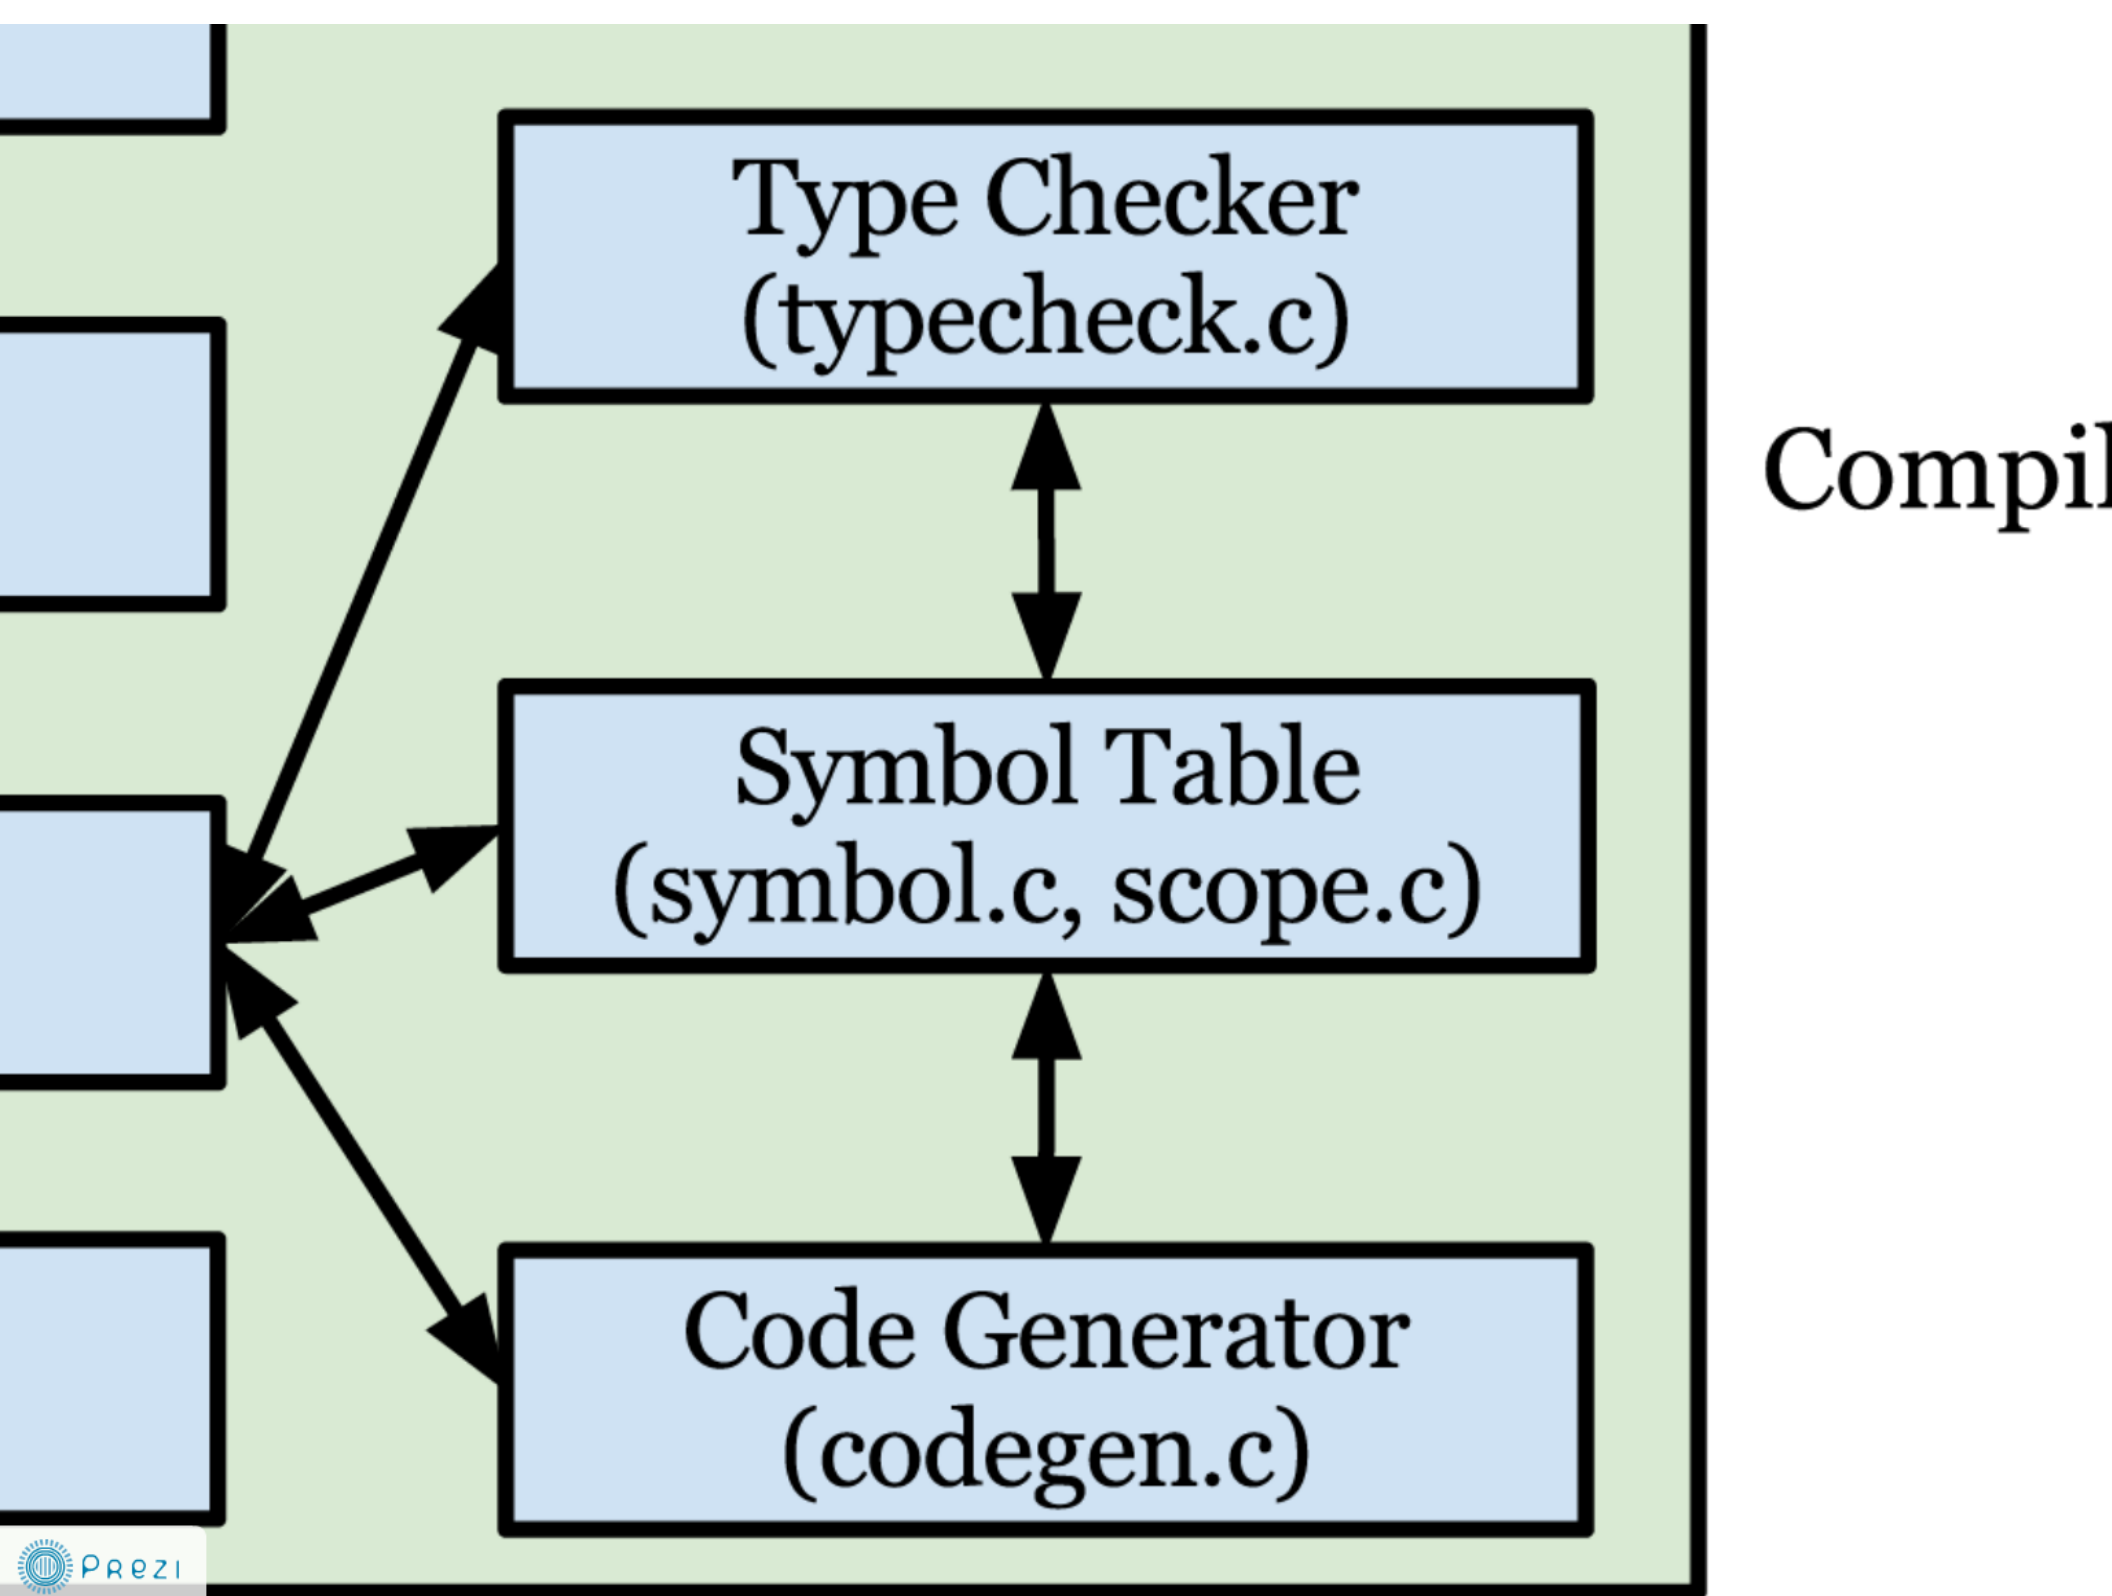 Type Checker
(typecheck.c)
Compil
Symbol Table
(symbol.c, scope.c)
Code Generator
(codegen.c)
Prezi